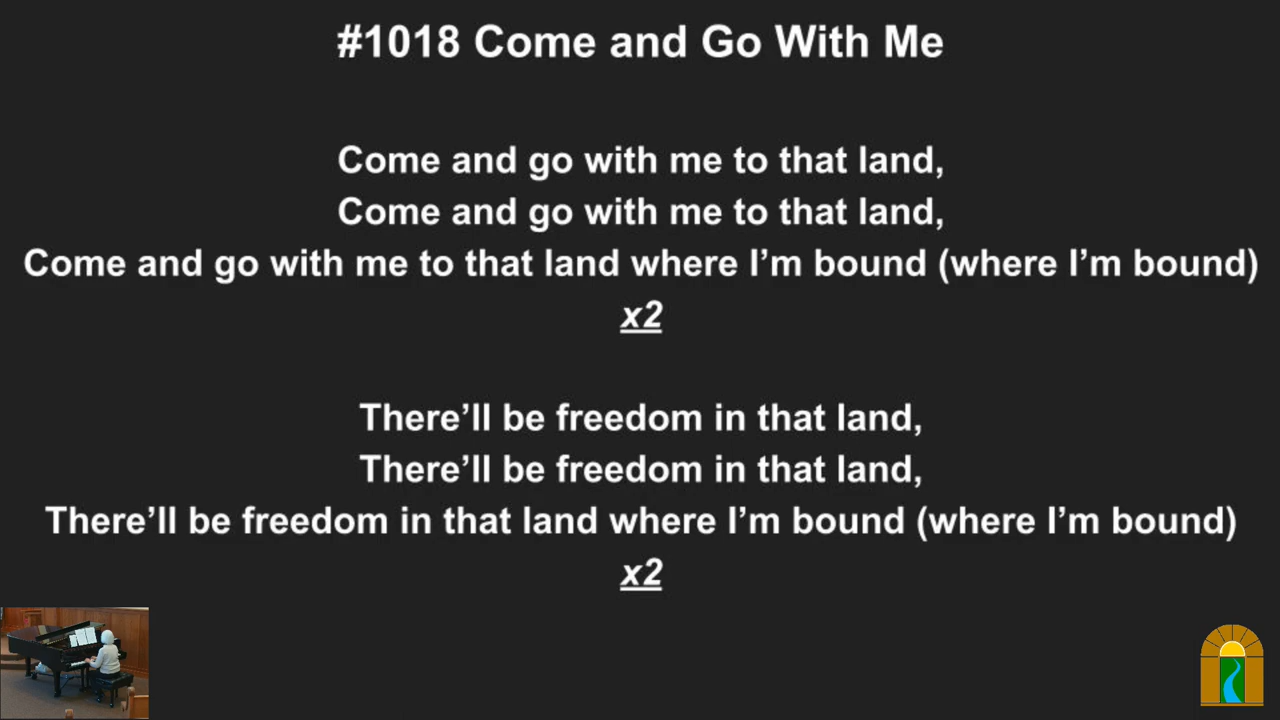 #1018 Come and Go With Me
Come and go with me to that land,
Come and go with me to that land,
Come and go with me to that land where I’m bound (where I’m bound)
x2
There’ll be freedom in that land,
There’ll be freedom in that land,
There’ll be freedom in that land where I’m bound (where I’m bound)
x2